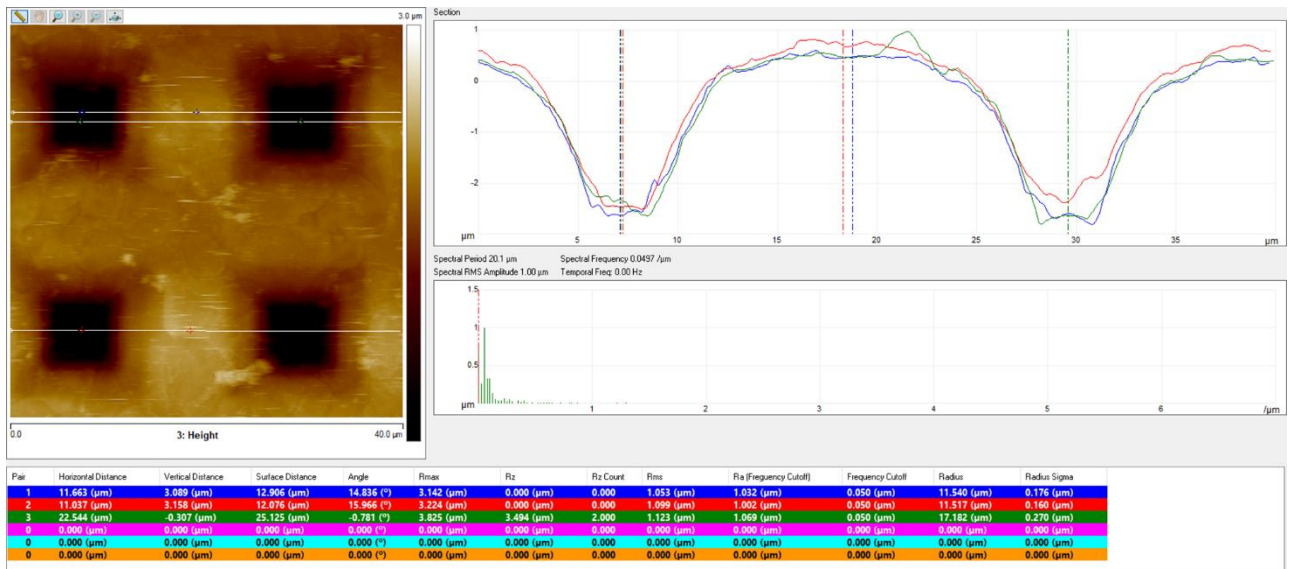 3.0 µm
0.0 3: Height 40.0 µm
Section
1
0
-1
-2
µm 5 10 15 20 25 30 35 µm
Spectral Period 20.1 µm Spectral Frequency 0.0497 /µm
Spectral RMS Amplitude 1.00 µm Temporal Freq: 0.00 Hz
1.5
1
0.5
µm 1 2 3 4 5 6 /µm
Pair Horizontal Distance Vertical Distance Surface Distance Angle Rmax Rz Rz Count Rms Ra (Frequency Cutoff) Frequency Cutoff Radius Radius Sigma
1 11.663 (µm) 3.089 (µm) 12.906 (µm) 14.836 (°) 3.142 (µm) 0.000 (µm) 0.000 1.053 (µm) 1.032 (µm) 0.050 (µm) 11.540 (µm) 0.176 (µm)
2 11.037 (µm) 3.158 (µm) 12.076 (µm) 15.966 (°) 3.224 (µm) 0.000 (µm) 0.000 1.099 (µm) 1.002 (µm) 0.050 (µm) 11.517 (µm) 0.160 (µm)
3 22.544 (µm) -0.307 (µm) 25.125 (µm) -0.781 (°) 3.825 (µm) 3.494 (µm) 2.000 1.123 (µm) 1.069 (µm) 0.050 (µm) 17.182 (µm) 0.270 (µm)
0 0.000 (µm) 0.000 (µm) 0.000 (µm) 0.000 (°) 0.000 (µm) 0.000 (µm) 0.000 0.000 (µm) 0.000 (µm) 0.000 (µm) 0.000 (µm) 0.000 (µm)
0 0.000 (µm) 0.000 (µm) 0.000 (µm) 0.000 (°) 0.000 (µm) 0.000 (µm) 0.000 0.000 (µm) 0.000 (µm) 0.000 (µm) 0.000 (µm) 0.000 (µm)
0 0.000 (µm) 0.000 (µm) 0.000 (µm) 0.000 (°) 0.000 (µm) 0.000 (µm) 0.000 0.000 (µm) 0.000 (µm) 0.000 (µm) 0.000 (µm) 0.000 (µm)